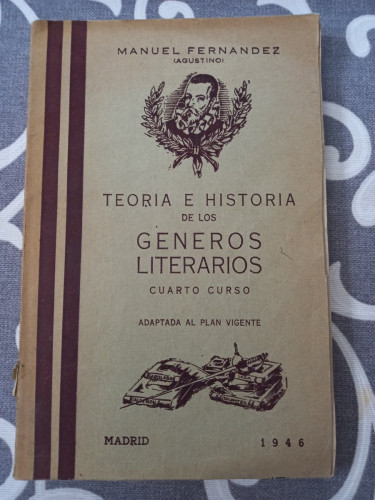 MANUEL FERNANDEZ
(AGUSTINO)
TEORIA E HISTORIA
DE LOS
GENEROS
LITERARIOS
CUARTO CURSO
ADAPTADA AL PLAN VIGENTE
MADRID 1946